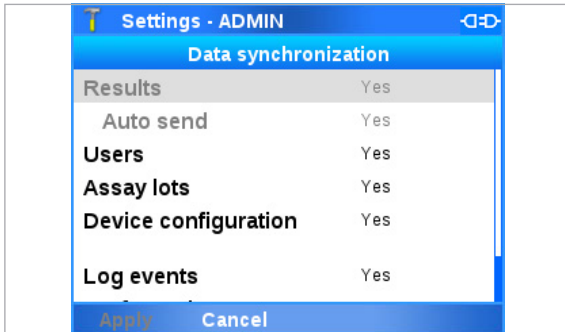 Settings - ADMIN
Data synchronization
Results Yes
Auto send Yes
Users Yes
Assay lots Yes
Device configuration Yes
Log events Yes
Apply Cancel